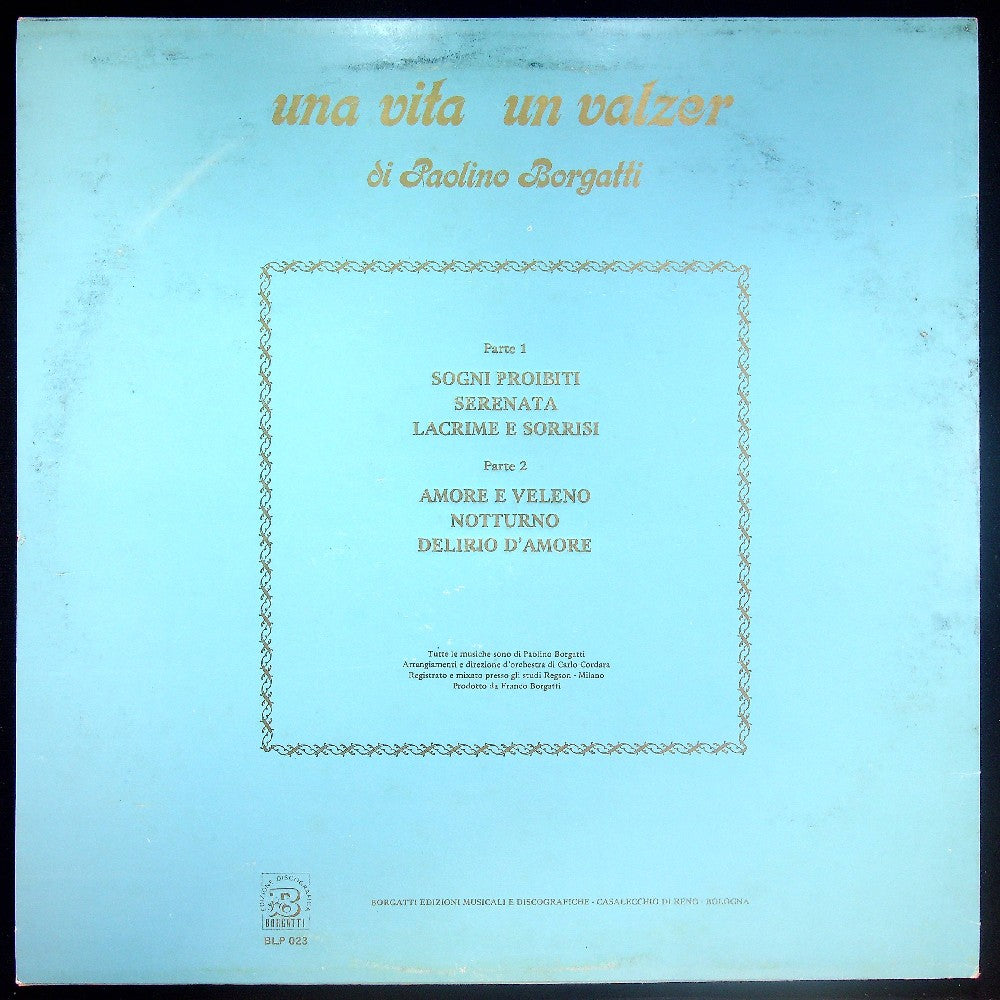 una vita un valzer
di Paolino Borgatti
Parte 1
SOGNI PROIBITI
SERENATA
LACRIME E SORRISI
Parte 2
AMORE E VELENO
NOTTURNO
DELIRIO D'AMORE
Tutte le musiche sono di Paolino Borgatti
Arrangiamenti e direzione d'orchestra di Carlo Cordara
Registrato e mixato presso gli studi Regson - Milano
Prodotto da Franco Borgatti
EDIZIONE DISCOGRAFICA
B
BORGATTI
BLP 023
BORGATTI EDIZIONI MUSICALI E DISCOGRAFICHE - CASALECCHIO DI RENO - BOLOGNA